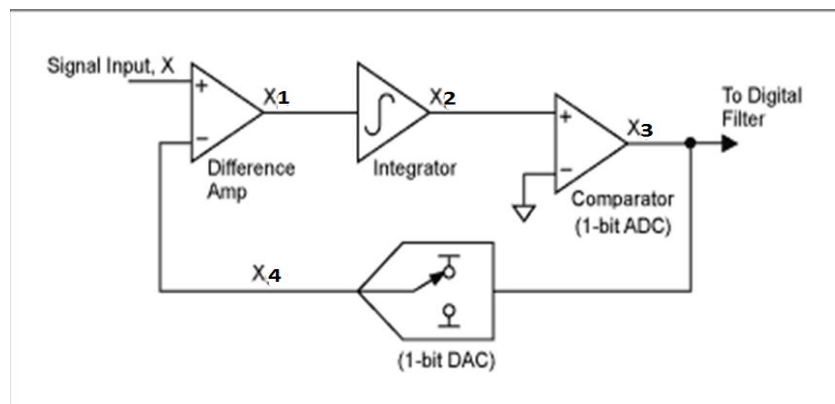 Signal Input, X
X1
X2
X3
To Digital
Filter
Difference
Amp
Integrator
Comparator
(1-bit ADC)
X4
(1-bit DAC)
+
−
+
−